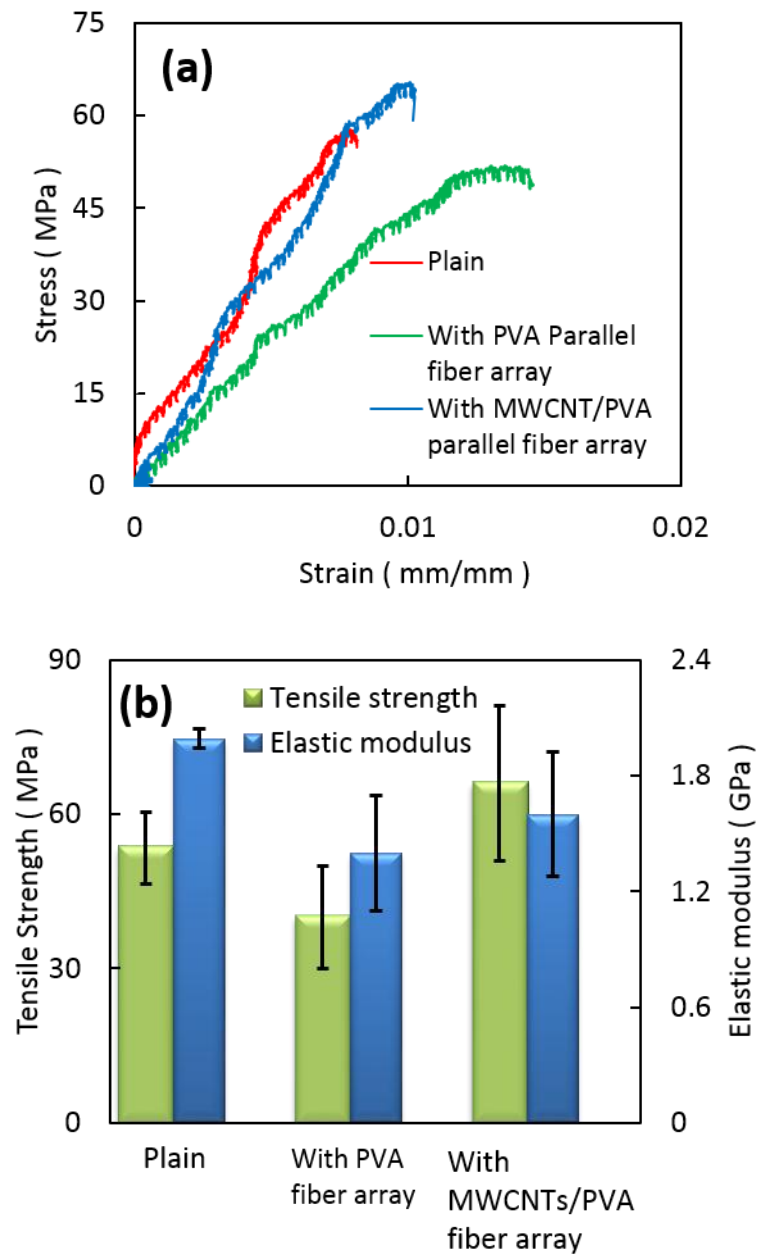 75
(a)
60
45
30
15
0
Stress ( MPa)
Plain
With PVA Parallel
fiber array
With MWCNT/PVA
parallel fiber array
0
0.01
0.02
Strain ( mm/mm )
90
60
30
0
Tensile Strength ( MPa)
(b)
Tensile strength
Elastic modulus
2.4
1.8
1.2
0.6
0
Elastic modulus ( GPa)
Plain
With PVA
fiber array
With
MWCNTs/PVA
fiber array